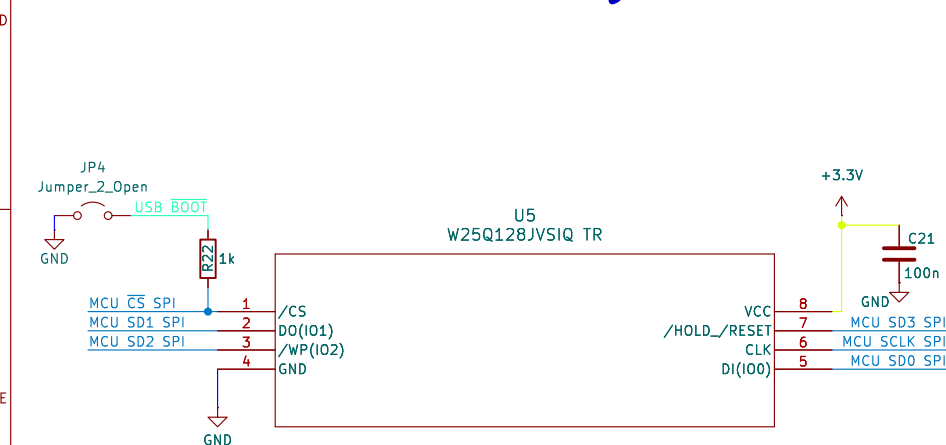 D
JP4
Jumper_2_Open
USB BOOT
GND
R22
1k
U5
W25Q128JVSIQ TR
+3.3V
C21
100n
GND
MCU CS SPI
1
/CS
VCC
8
MCU SD1 SPI
2
DO(IO1)
/HOLD_/RESET
7
MCU SD3 SPI
MCU SD2 SPI
3
/WP(IO2)
CLK
6
MCU SCLK SPI
4
GND
DI(IO0)
5
MCU SD0 SPI
E
GND